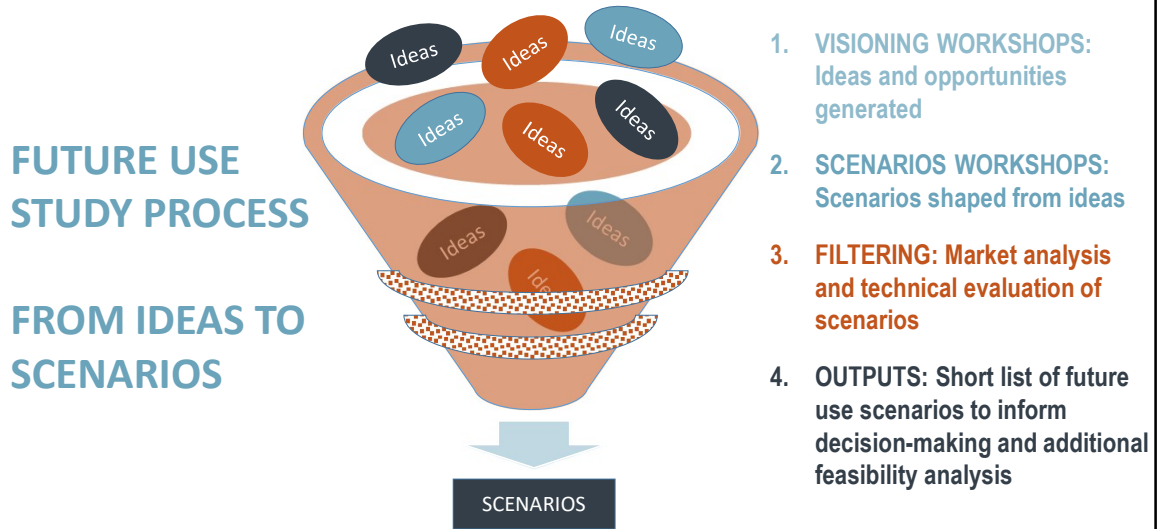 FUTURE USE
STUDY PROCESS
FROM IDEAS TO
SCENARIOS
Ideas
Ideas
Ideas
Ideas
Ideas
Ideas
Ideas
Ideas
Ideas
SCENARIOS
1. VISIONING WORKSHOPS:
Ideas and opportunities
generated
2. SCENARIOS WORKSHOPS:
Scenarios shaped from ideas
3. FILTERING: Market analysis
and technical evaluation of
scenarios
4. OUTPUTS: Short list of future
use scenarios to inform
decision-making and additional
feasibility analysis